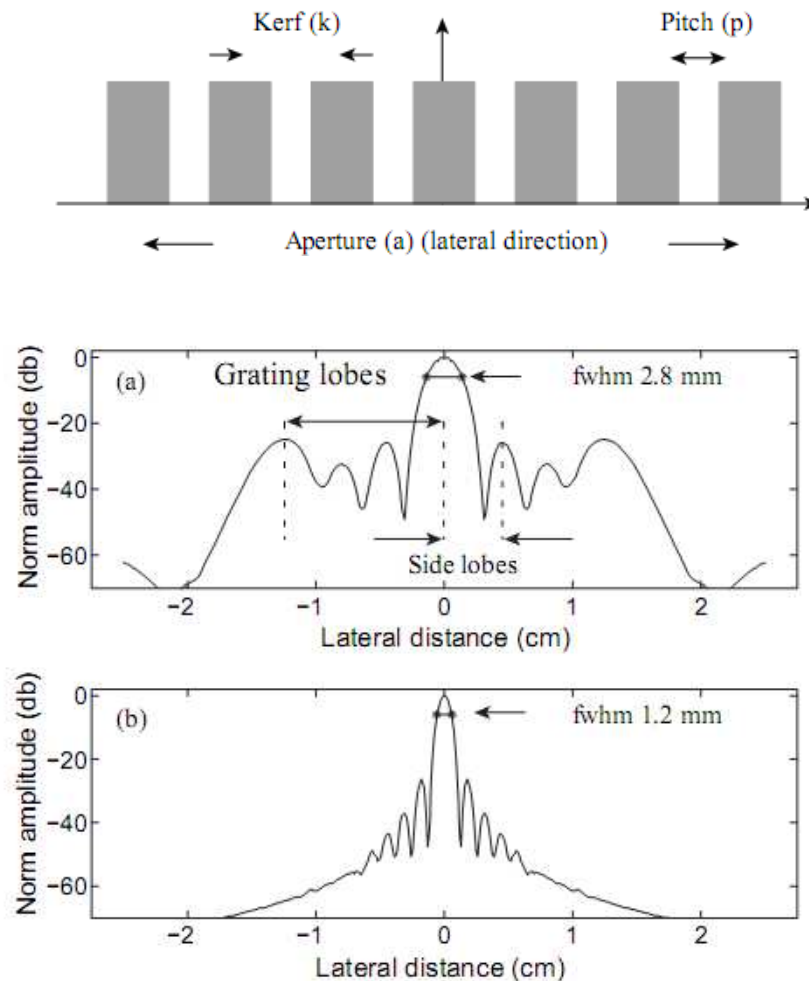 Kerf (k) Pitch (p)
Aperture (a) (lateral direction)
0
−20
−40
−60
Norm amplitude (db)
(a)
Grating lobes
fwhm 2.8 mm
Side lobes
−2 −1 0 1 2
Lateral distance (cm)
0
−20
−40
−60
Norm amplitude (db)
(b)
fwhm 1.2 mm
−2 −1 0 1 2
Lateral distance (cm)